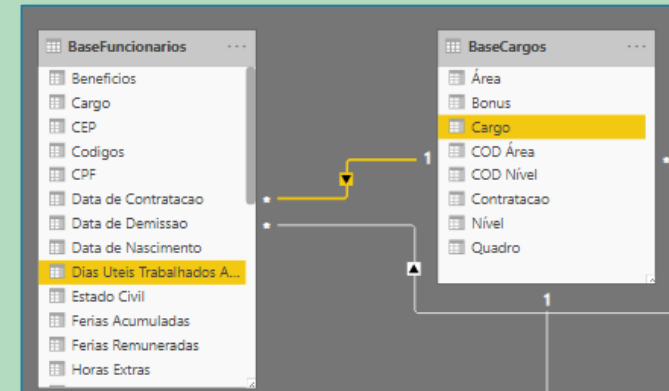 BaseFuncionarios ...
Beneficios
Cargo
CEP
Codigos
CPF
Data de Contratacao
Data de Demissao
Data de Nascimento
Dias Uteis Trabalhados A...
Estado Civil
Ferias Acumuladas
Ferias Remuneradas
Horas Extras
*
*
1
BaseCargos ...
Área
Bonus
Cargo
COD Área
COD Nível
Contratacao
Nível
Quadro
*
1